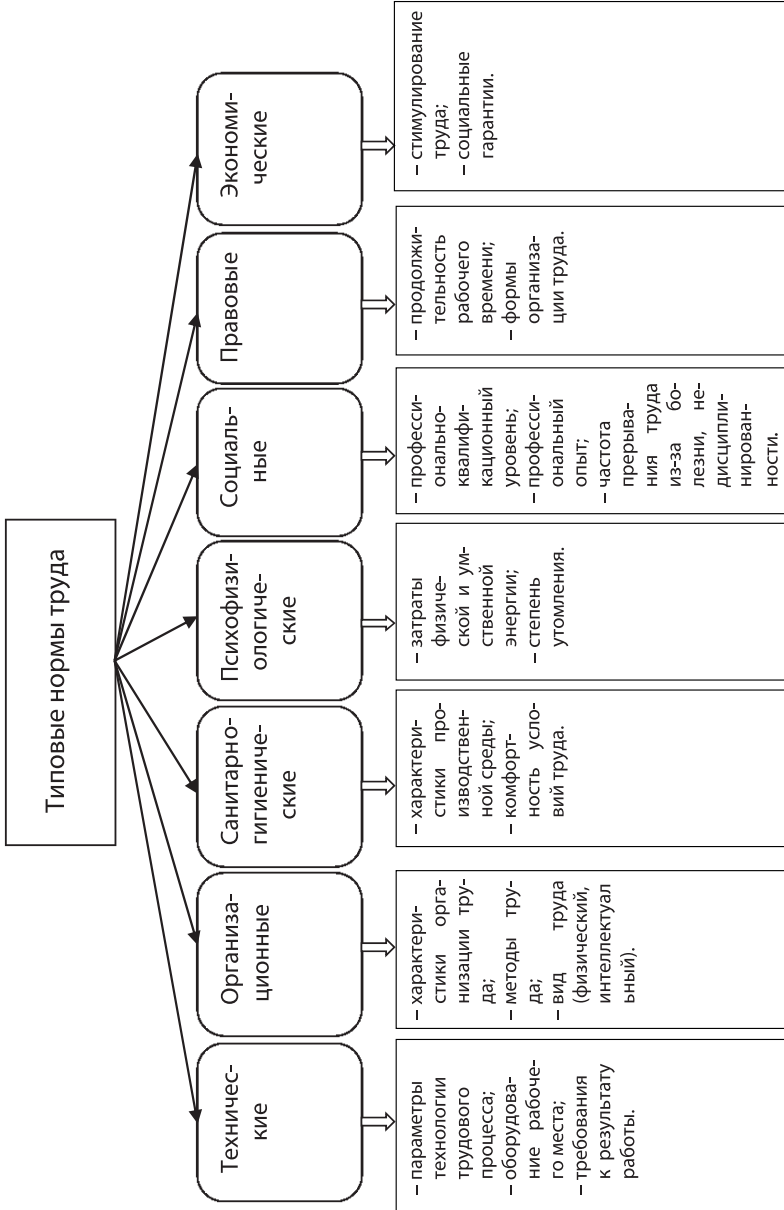 Типовые нормы труда
Техничес-
кие
Организа-
ционные
Санитарно-
гигиениче-
ские
Психофизи-
ологиче-
ские
Социаль-
ные
Правовые
Экономи-
ческие
– параметры
технологии
трудового
процесса;
– оборудова-
ние рабоче-
го места;
– требования
к результату
работы.
– характери-
стики орга-
низации тру-
да;
– методы тру-
да;
– вид труда
(физический,
интеллектуал
ьный).
– характери-
стики про-
изводствен-
ной среды;
– комфорт-
ность усло-
вий труда.
– затраты
физиче-
ской и ум-
ственной
энергии;
– степень
утомления.
– професси-
онально-
квалифи-
кационный
уровень;
– професси-
ональный
опыт;
– частота
прерыва-
ния труда
из-за бо-
лезни, не-
дисципли-
нирован-
ности.
– продолжи-
тельность
рабочего
времени;
– формы
организа-
ции труда.
– стимулирование
труда;
– социальные
гарантии.